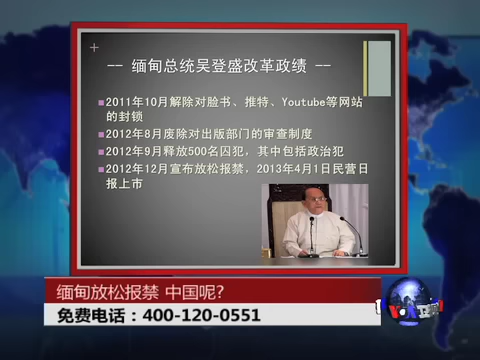 -- 缅甸总统吴登盛改革政绩 --
2011年10月解除对脸书、推特、Youtube等网站
的封锁
2012年8月废除对出版部门的审查制度
2012年9月释放500名囚犯，其中包括政治犯
2012年12月宣布放松报禁，2013年4月1日民营日
报上市
缅甸放松报禁 中国呢？
免费电话：400-120-0551
VOA